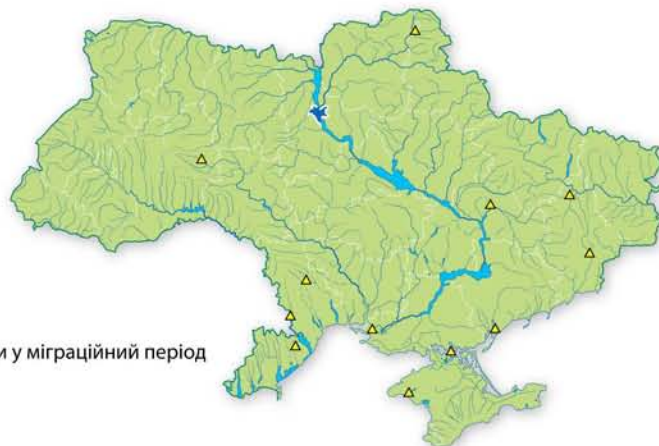 и у міграційний період